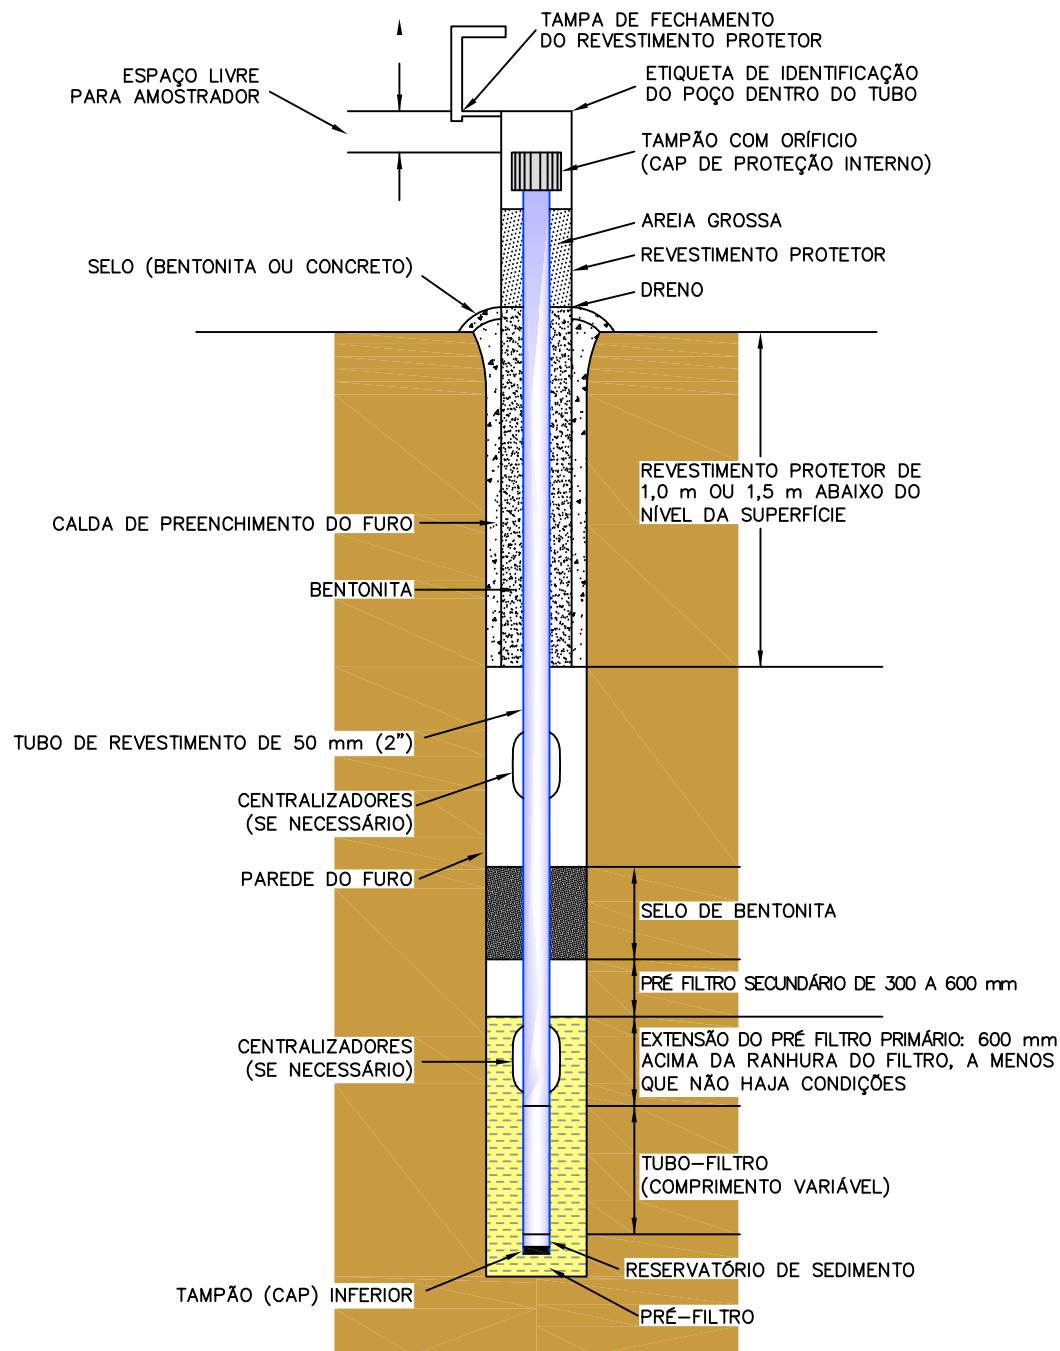 TAMPA DE FECHAMENTO
DO REVESTIMENTO PROTETOR
ESPAÇO LIVRE
PARA AMOSTRADOR
ETIQUETA DE IDENTIFICAÇÃO
DO POÇO DENTRO DO TUBO
TAMPÃO COM ORÍFICIO
(CAP DE PROTEÇÃO INTERNO)
AREIA GROSSA
REVESTIMENTO PROTETOR
SELO (BENTONITA OU CONCRETO)
DRENO
REVESTIMENTO PROTETOR DE
1,0 m OU 1,5 m ABAIXO DO
NÍVEL DA SUPERFÍCIE
CALDA DE PREENCHIMENTO DO FURO
BENTONITA
TUBO DE REVESTIMENTO DE 50 mm (2”)
CENTRALIZADORES
(SE NECESSÁRIO)
PAREDE DO FURO
SELO DE BENTONITA
PRÉ FILTRO SECUNDÁRIO DE 300 A 600 mm
EXTENSÃO DO PRÉ FILTRO PRIMÁRIO: 600 mm
ACIMA DA RANHURA DO FILTRO, A MENOS
QUE NÃO HAJA CONDIÇÕES
CENTRALIZADORES
(SE NECESSÁRIO)
TUBO–FILTRO
(COMPRIMENTO VARIÁVEL)
RESERVATÓRIO DE SEDIMENTO
TAMPÃO (CAP) INFERIOR
PRÉ–FILTRO